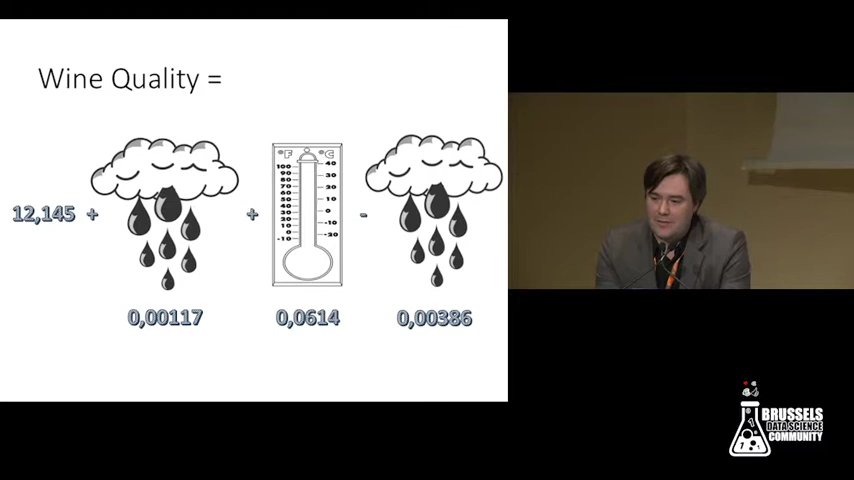 Wine Quality =
12,145 + + -
°F °C
100 40
90 30
80
70 20
60
50 10
40
30 0
20
10 -10
0
-10 -20
0,00117 0,0614 0,00386
BRUSSELS
DATA SCIENCE
COMMUNITY